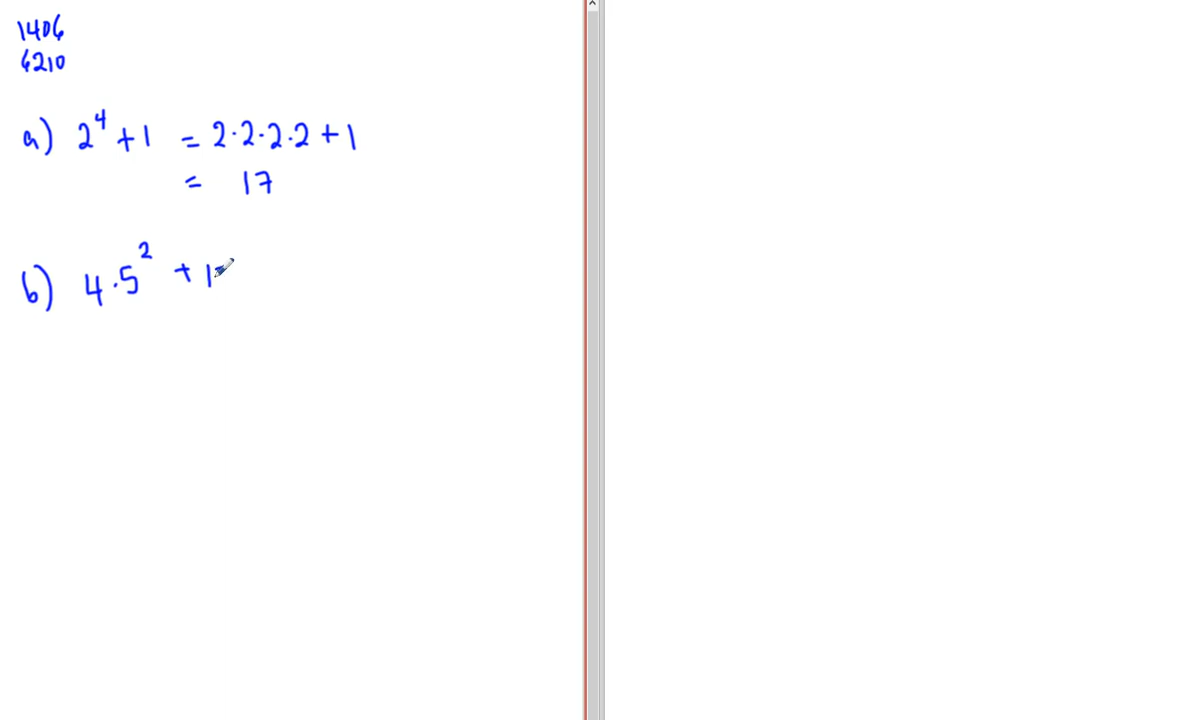 1406
6210
a) 2⁴ + 1 = 2·2·2·2 + 1
= 17
b) 4·5² + 1